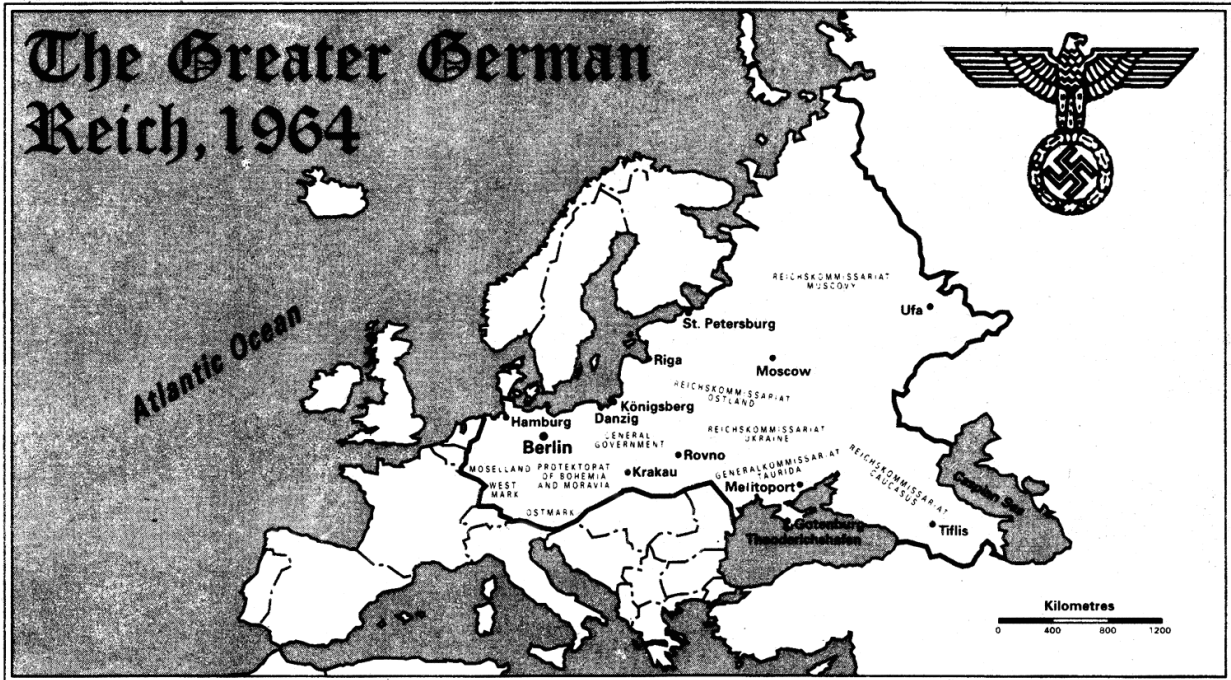 The Greater German
Reich, 1964
Atlantic Ocean
REICHSKOMMISSARIAT
MUSCOVY
Ufa
St. Petersburg
Riga
Moscow
REICHSKOMMISSARIAT
OSTLAND
Königsberg
Danzig
Hamburg
Berlin
GENERAL
GOVERNMENT
REICHSKOMMISSARIAT
UKRAINE
Rovno
Krakau
MOSELLAND
PROTEKTORAT
OF BOHEMIA
AND MORAVIA
WEST
MARK
OSTMARK
GENERALKOMMISSARIAT
TAURIDA
Melitoport
REICHSKOMMISSARIAT
CAUCASUS
Caspian Sea
Gotenburg
Theoderichshafen
Tiflis
Kilometres
0 400 800 1200